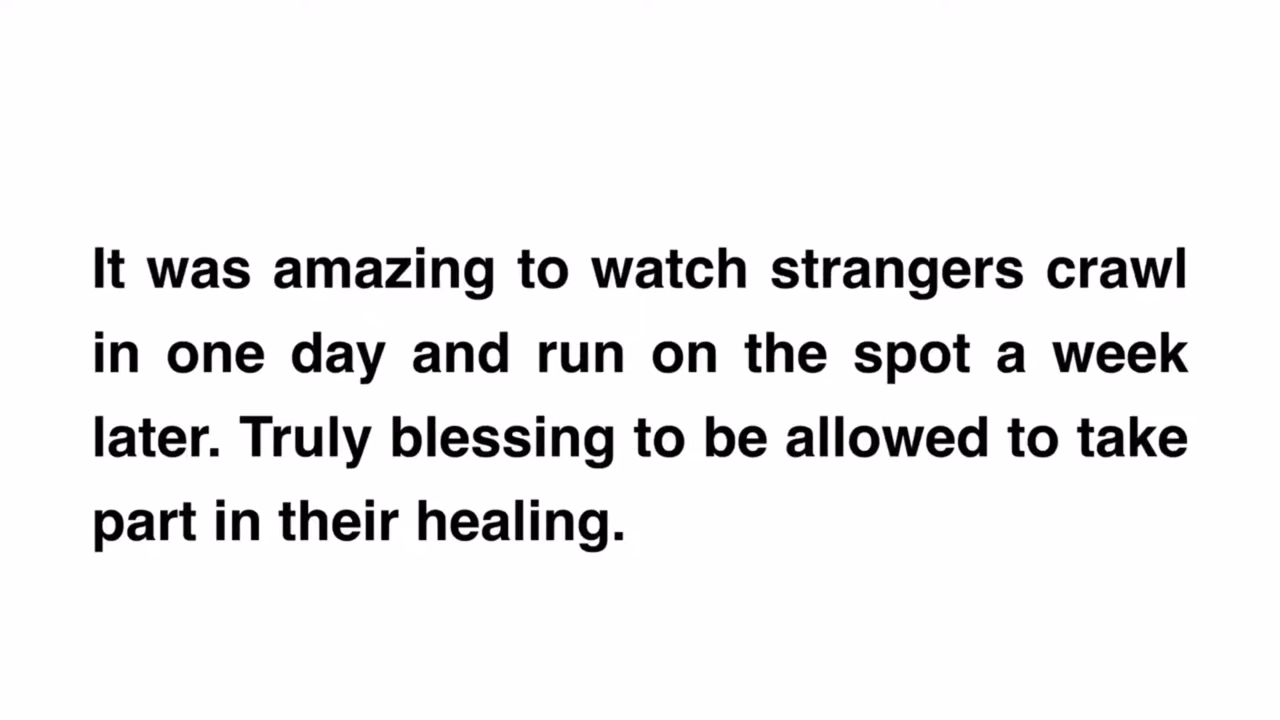 It was amazing to watch strangers crawl
in one day and run on the spot a week
later. Truly blessing to be allowed to take
part in their healing.